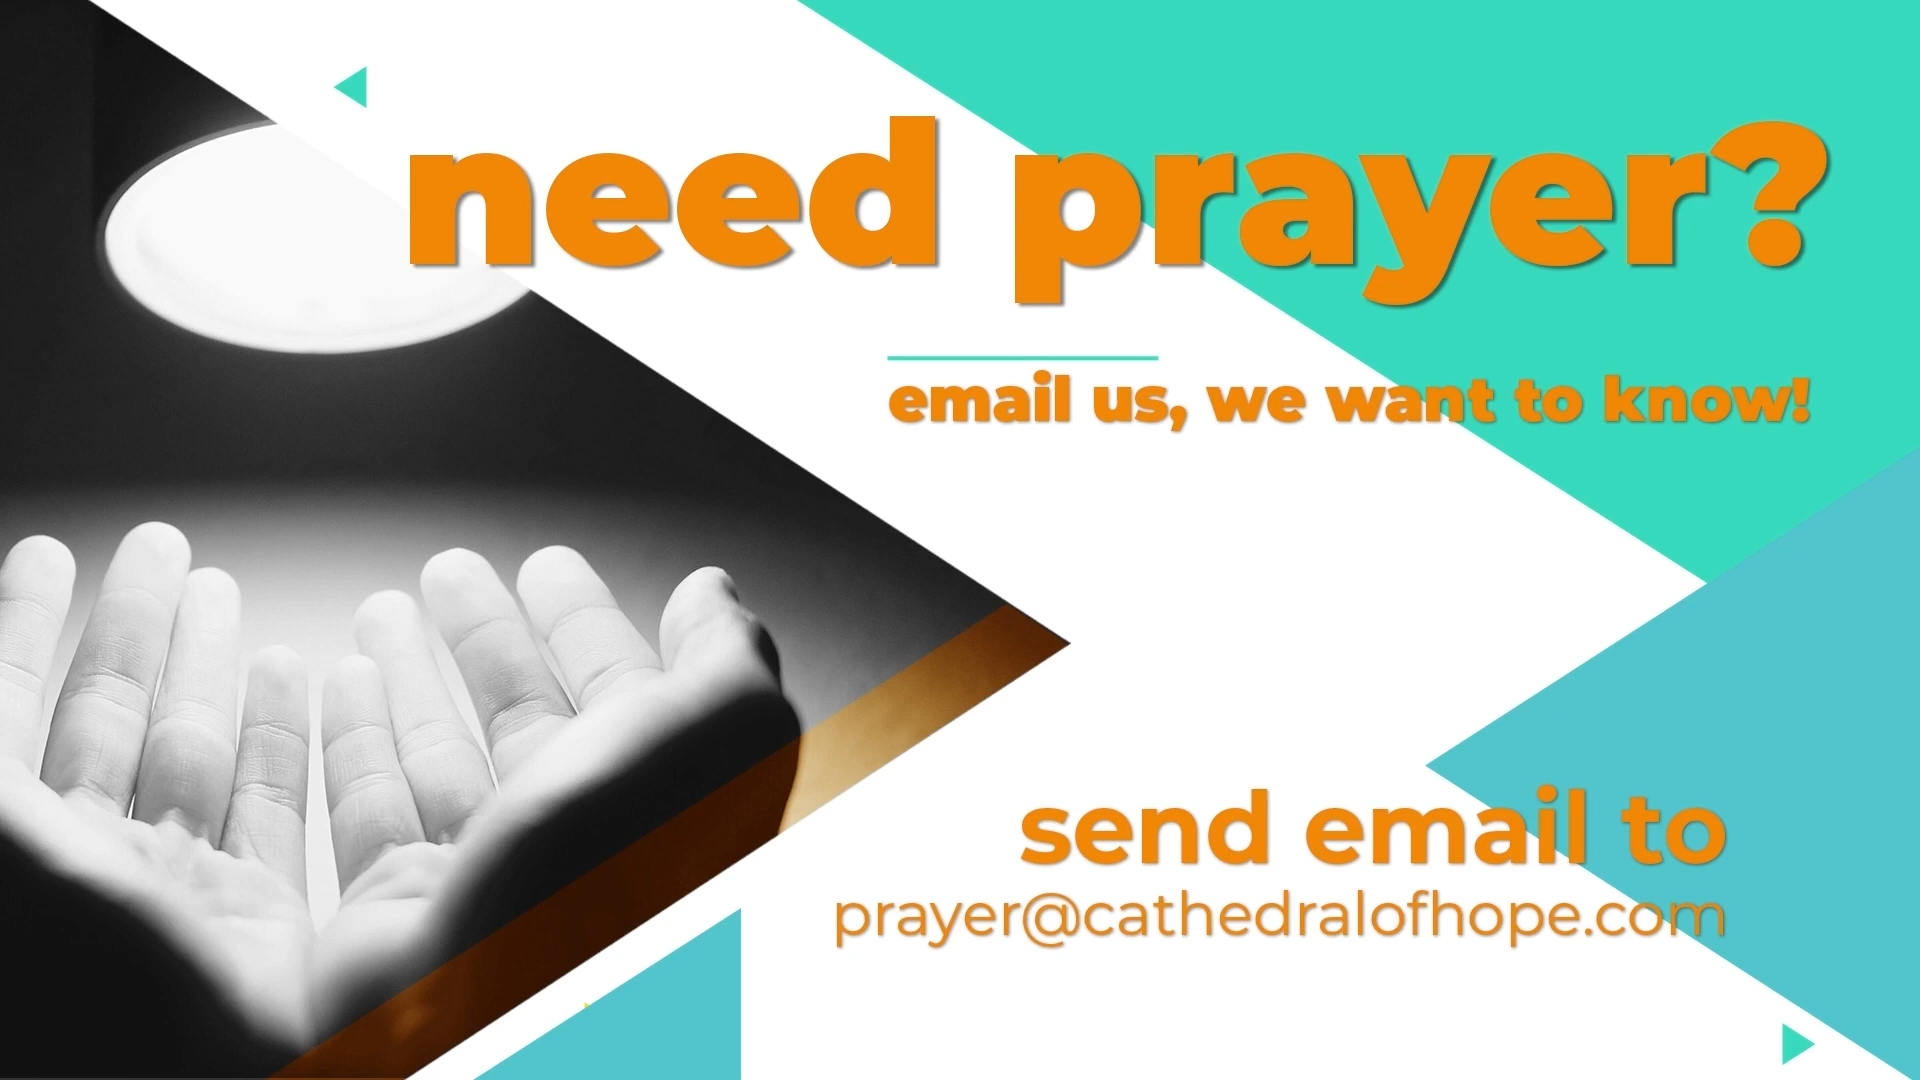 need prayer?
email us, we want to know!
send email to
prayer@cathedralofhope.com